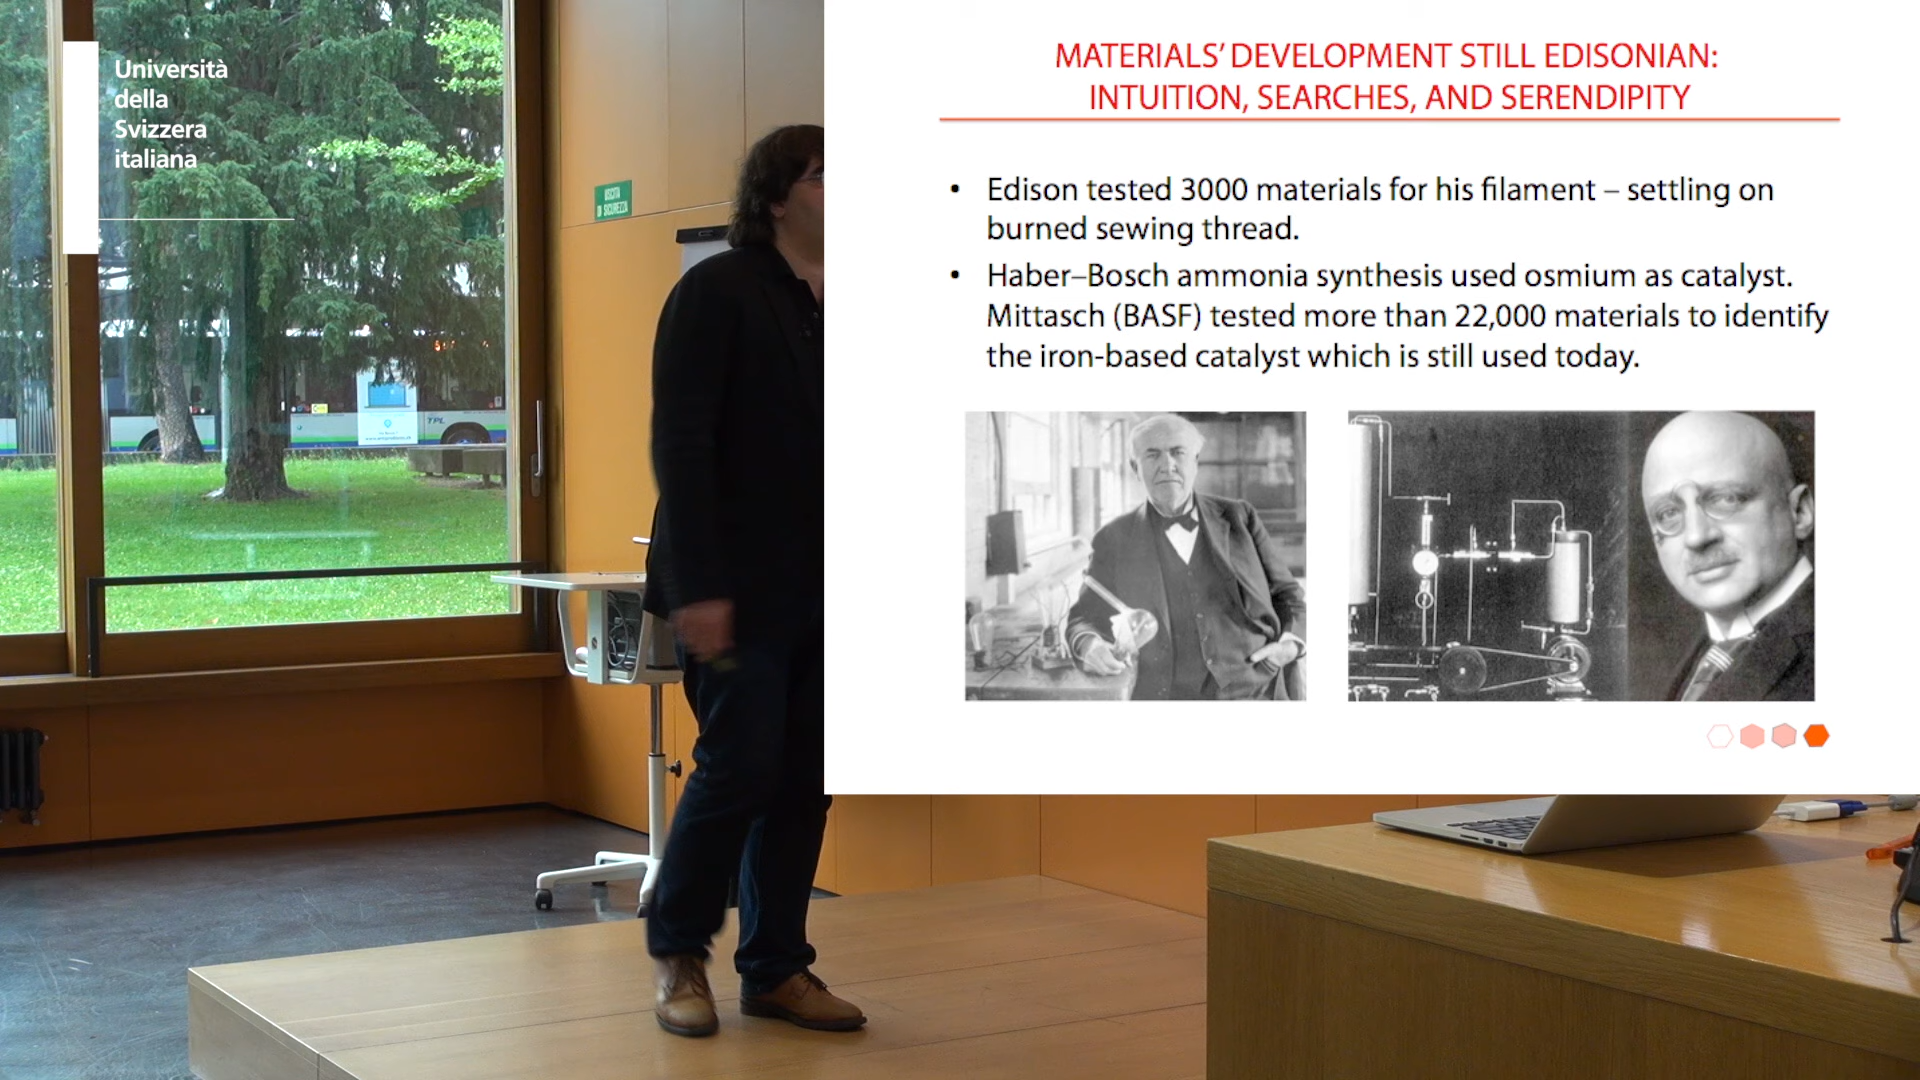 Università
della
Svizzera
italiana
USCITA
DI SICUREZZA
TPL
MATERIALS’ DEVELOPMENT STILL EDISONIAN:
INTUITION, SEARCHES, AND SERENDIPITY
• Edison tested 3000 materials for his filament – settling on
burned sewing thread.
• Haber–Bosch ammonia synthesis used osmium as catalyst.
Mittasch (BASF) tested more than 22,000 materials to identify
the iron-based catalyst which is still used today.